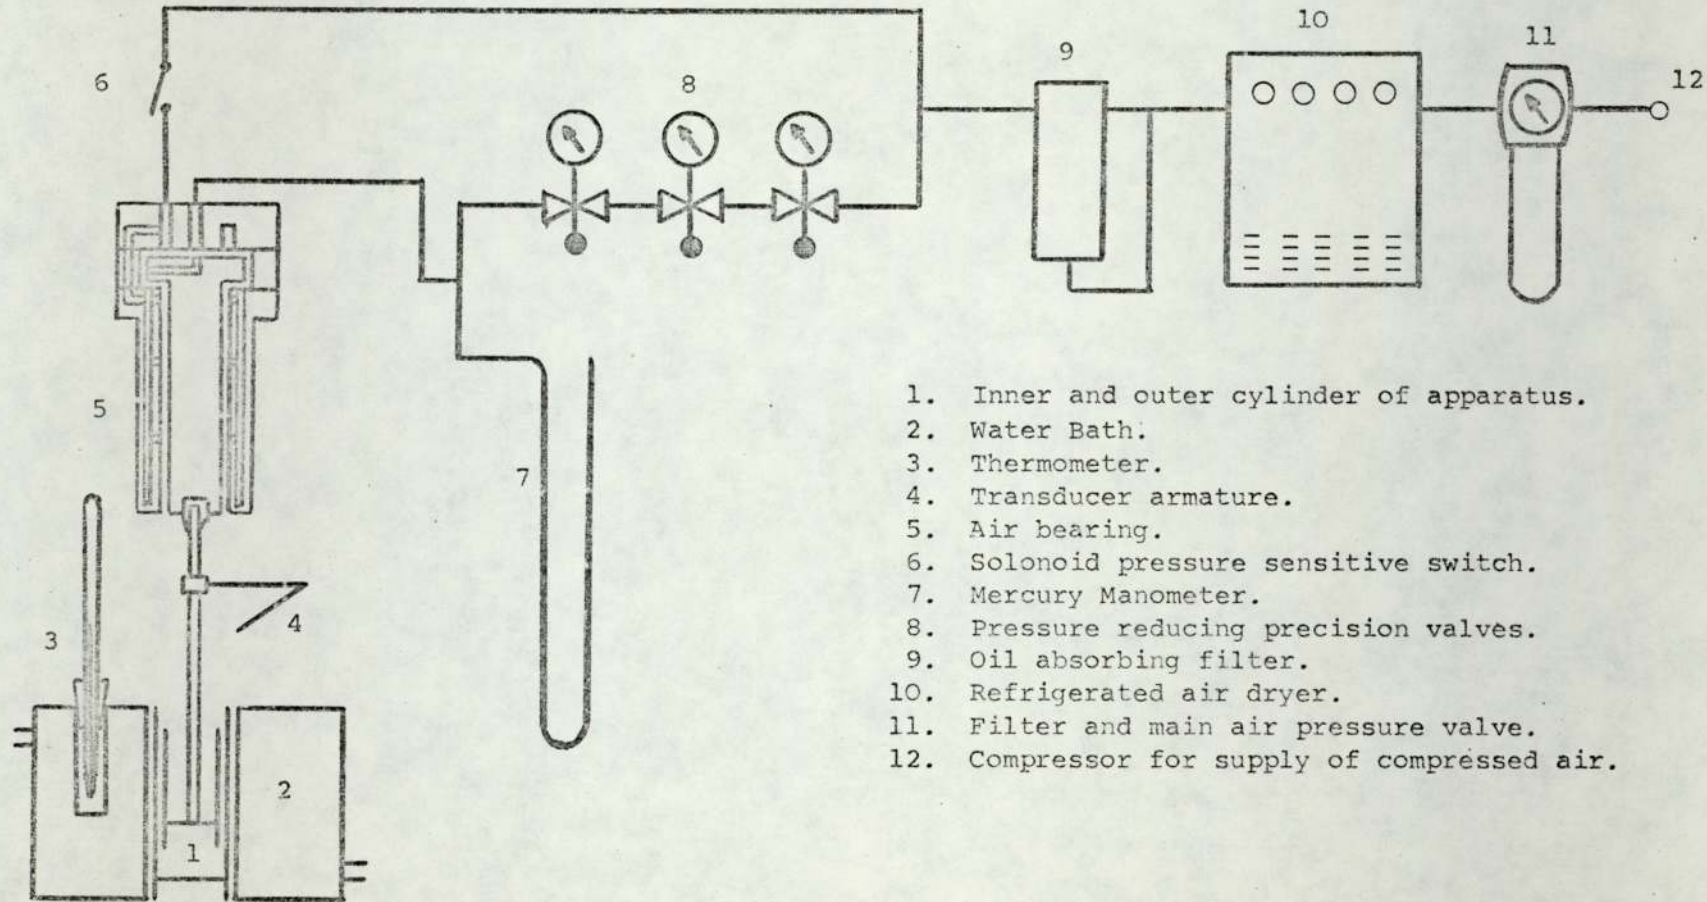 10
11
9
12
6
8
5
7
3
4
2
1
1. Inner and outer cylinder of apparatus.
2. Water Bath.
3. Thermometer.
4. Transducer armature.
5. Air bearing.
6. Solonoid pressure sensitive switch.
7. Mercury Manometer.
8. Pressure reducing precision valves.
9. Oil absorbing filter.
10. Refrigerated air dryer.
11. Filter and main air pressure valve.
12. Compressor for supply of compressed air.